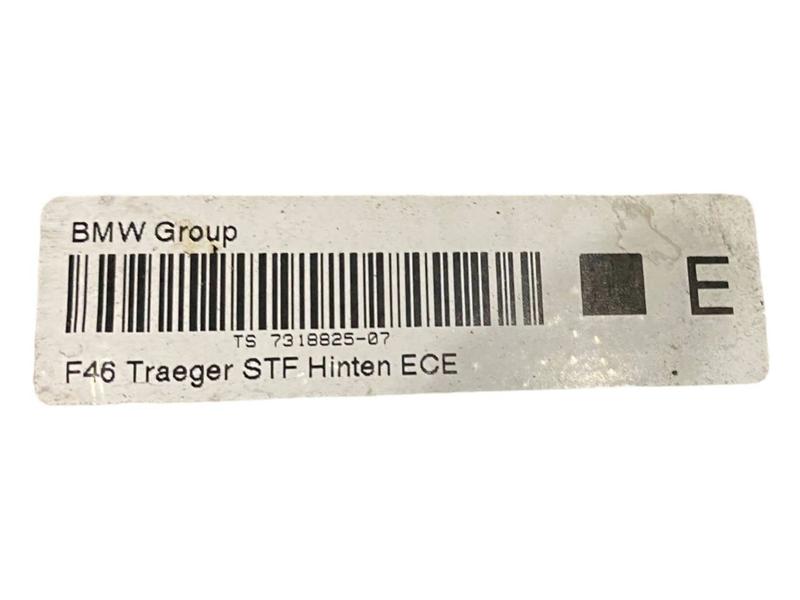 BMW Group
E
TS 7318825-07
F46 Traeger STF Hinten ECE